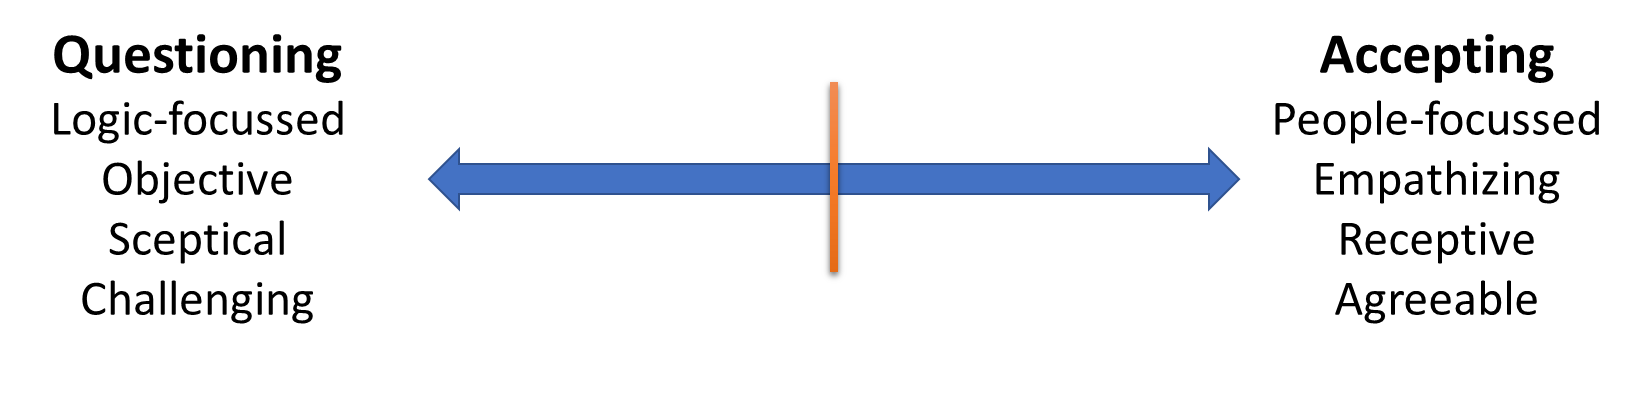 Questioning
Logic-focussed
Objective
Sceptical
Challenging
Accepting
People-focussed
Empathizing
Receptive
Agreeable